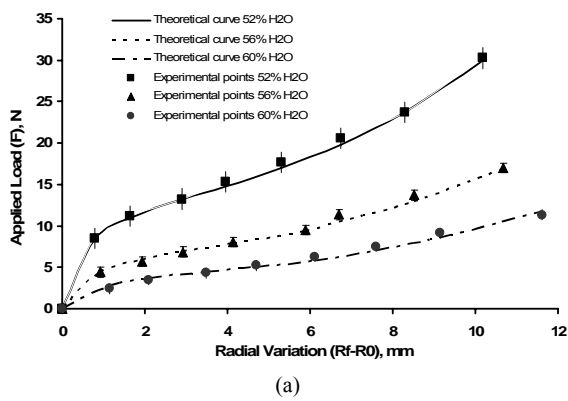 Theoretical curve 52% H2O
Theoretical curve 56% H2O
Theoretical curve 60% H2O
Experimental points 52% H2O
Experimental points 56% H2O
Experimental points 60% H2O
Applied Load (F), N
35
30
25
20
15
10
5
0
0 2 4 6 8 10 12
Radial Variation (Rf-R0), mm
(a)